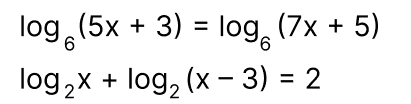 log₆(5x + 3) = log₆(7x + 5)
log₂x + log₂(x – 3) = 2